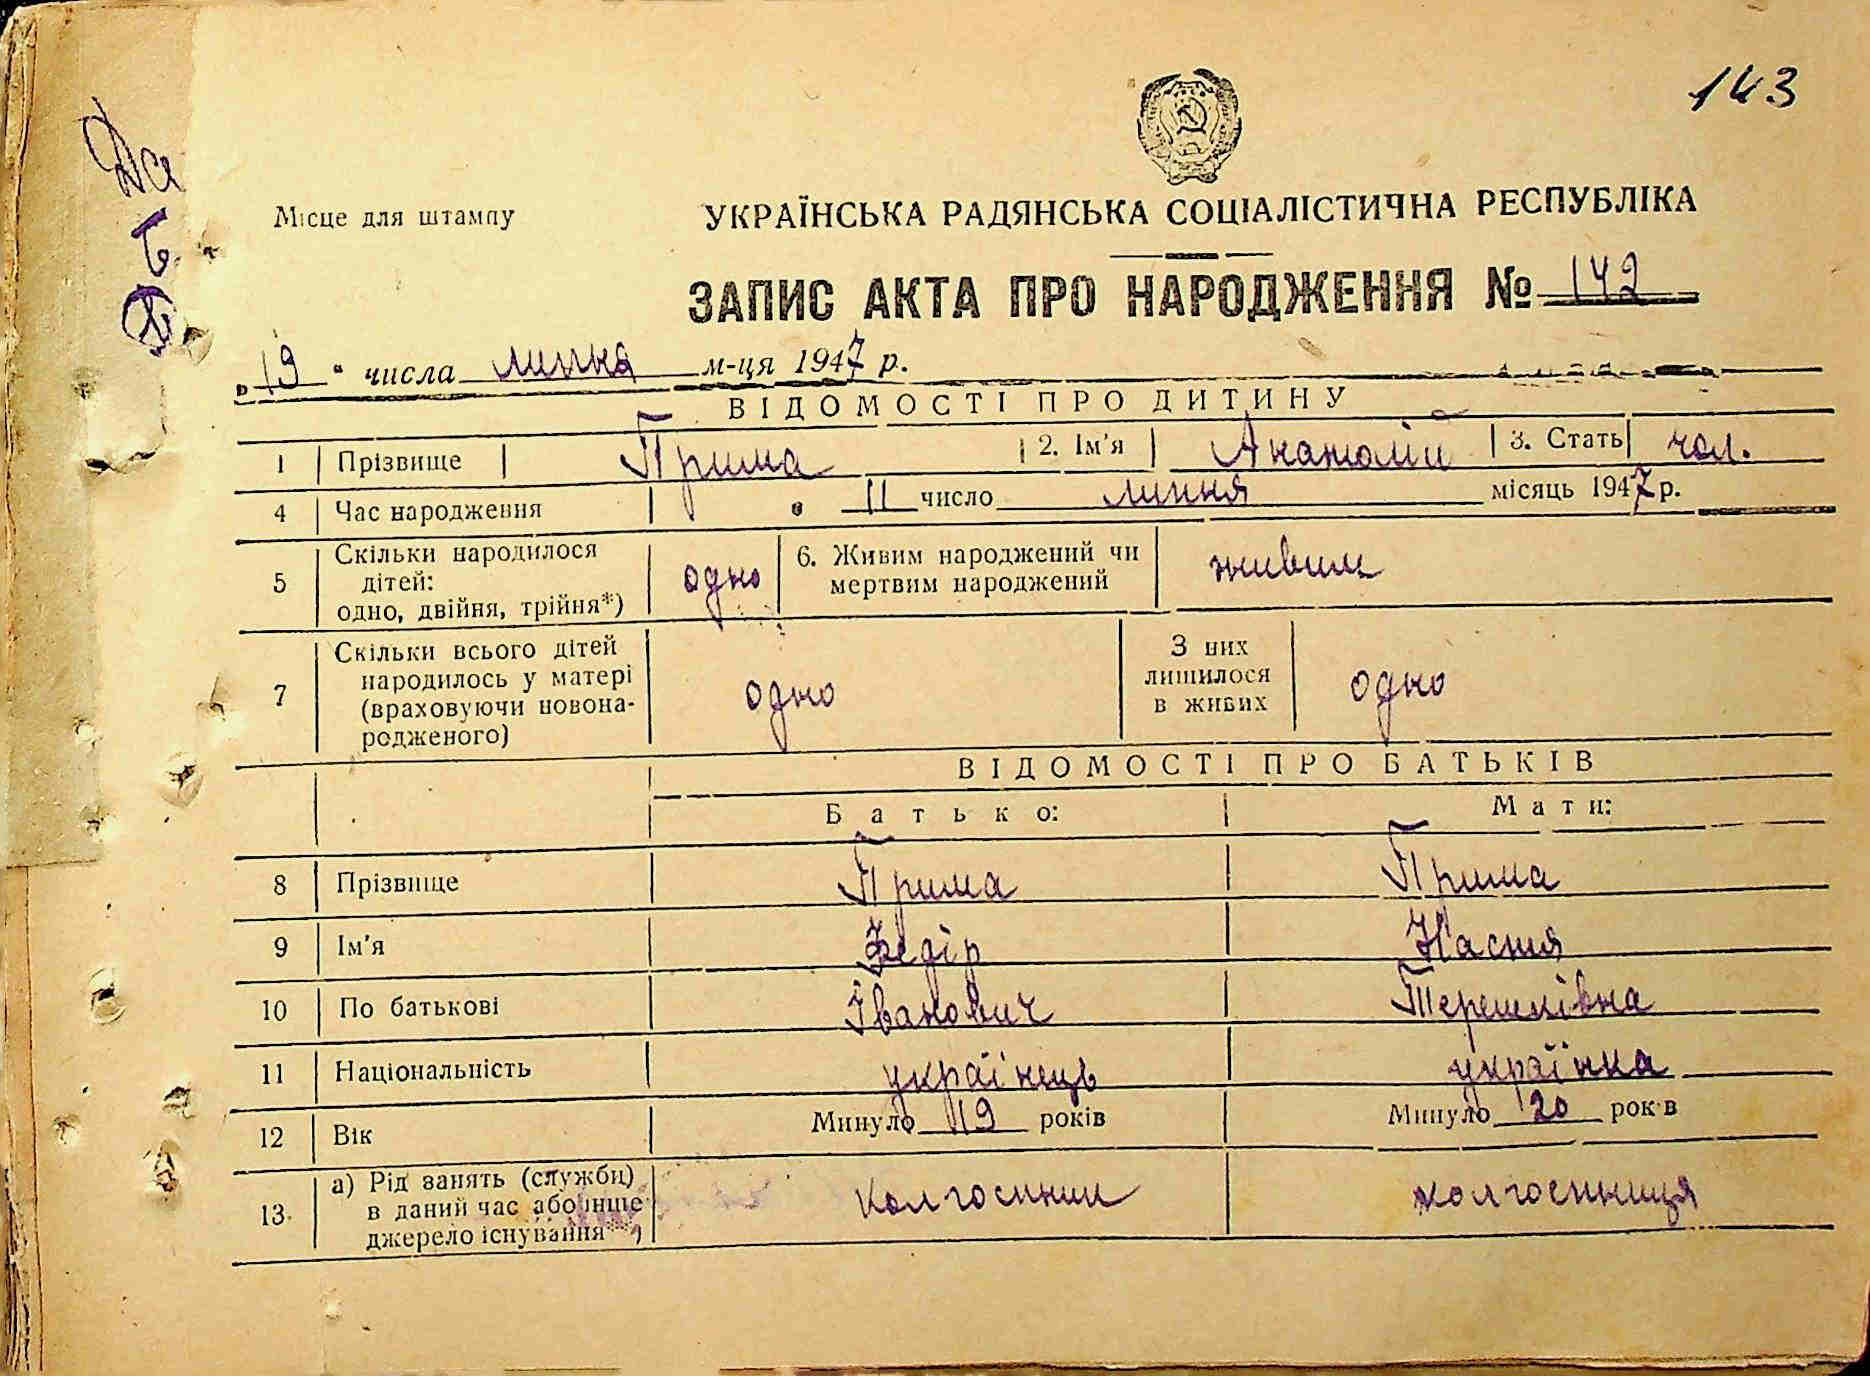 143
Місце для штампу
УКРАЇНСЬКА РАДЯНСЬКА СОЦІАЛІСТИЧНА РЕСПУБЛІКА
ЗАПИС АКТА ПРО НАРОДЖЕННЯ № 142
„19“ числа липня м-ця 1947 р.
ВІДОМОСТІ ПРО ДИТИНУ
1 Прізвище Прима 2. Ім'я Анатолій 3. Стать чол.
4 Час народження 11 число липня місяць 1947 р.
5 Скільки народилося дітей: одно, двійня, трійня*) одно 6. Живим народжений чи мертвим народжений живим
7 Скільки всього дітей народилось у матері (враховуючи новонародженого) одно З них лишилося в живих одно
ВІДОМОСТІ ПРО БАТЬКІВ
Батько: Мати:
8 Прізвище Прима Прима
9 Ім'я Федір Настя
10 По батькові Іванович Терешківна
11 Національність українець українка
12 Вік Минуло 19 років Минуло 20 років
13 а) Рід занять (служби) в даний час або інше джерело існування**) колгоспник колгоспниця